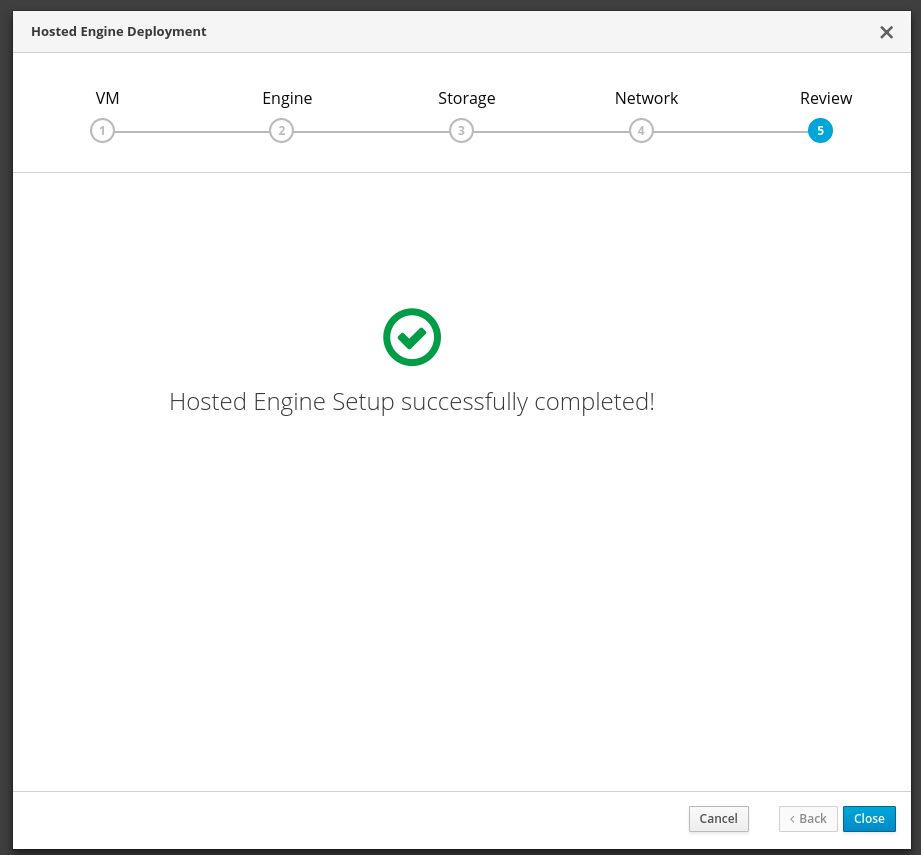 Hosted Engine Deployment
VM Engine Storage Network Review
1 2 3 4 5
Hosted Engine Setup successfully completed!
Cancel Back Close